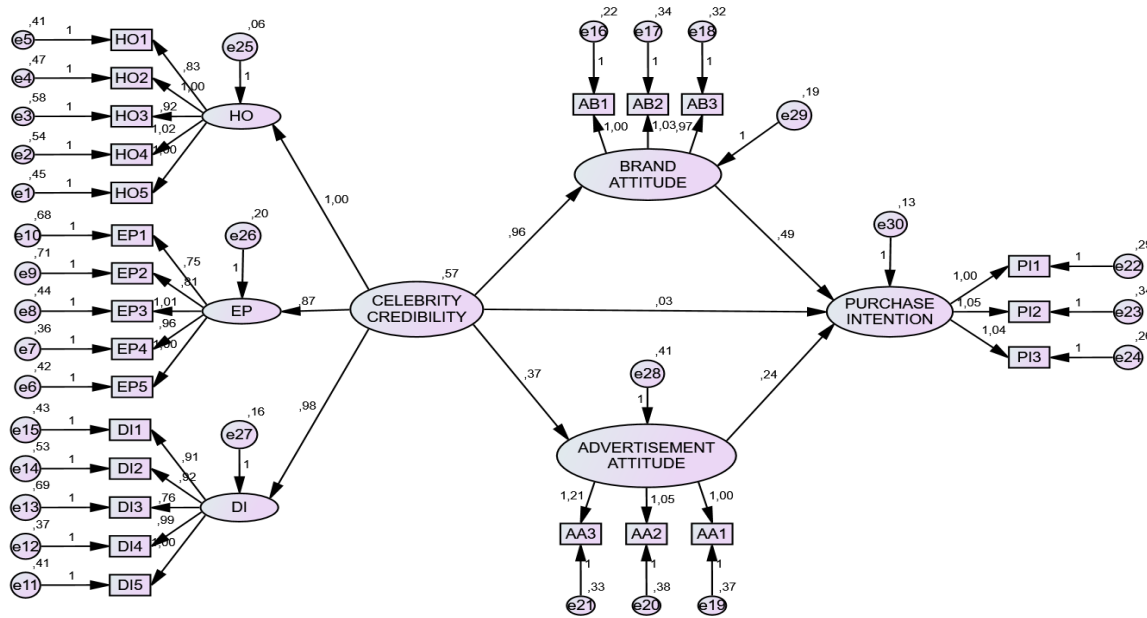 ,41
e5
1
HO1
,47
e4
1
HO2
,58
e3
1
HO3
,54
e2
1
HO4
,45
e1
1
HO5
,83
1,00
,92
1,02
1,00
,06
e25
1
HO
1,00
,68
e10
1
EP1
,71
e9
1
EP2
,44
e8
1
EP3
,36
e7
1
EP4
,42
e6
1
EP5
,75
,81
1,01
,96
1,00
,20
e26
1
EP
,87
,43
e15
1
DI1
,53
e14
1
DI2
,69
e13
1
DI3
,37
e12
1
DI4
,41
e11
1
DI5
,91
,92
,76
,99
1,00
,16
e27
1
DI
,98
,57
CELEBRITY
CREDIBILITY
,96
,03
,37
,22
e16
1
AB1
,34
e17
1
AB2
,32
e18
1
AB3
1,00
1,03
,97
,19
e29
1
BRAND
ATTITUDE
,49
,41
e28
1
ADVERTISEMENT
ATTITUDE
,24
1,21
1,05
1,00
AA3
AA2
AA1
1
1
1
,33
e21
,38
e20
,37
e19
,13
e30
1
PURCHASE
INTENTION
1,00
1,05
1,04
PI1
1
e22
PI2
1
,34
e23
PI3
1
e24